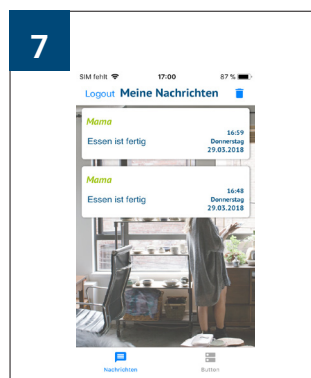 7
SIM fehlt 17:00 87 %
Logout Meine Nachrichten
Mama
16:59
Essen ist fertig
Donnerstag
29.03.2018
Mama
16:48
Essen ist fertig
Donnerstag
29.03.2018
Nachrichten Button